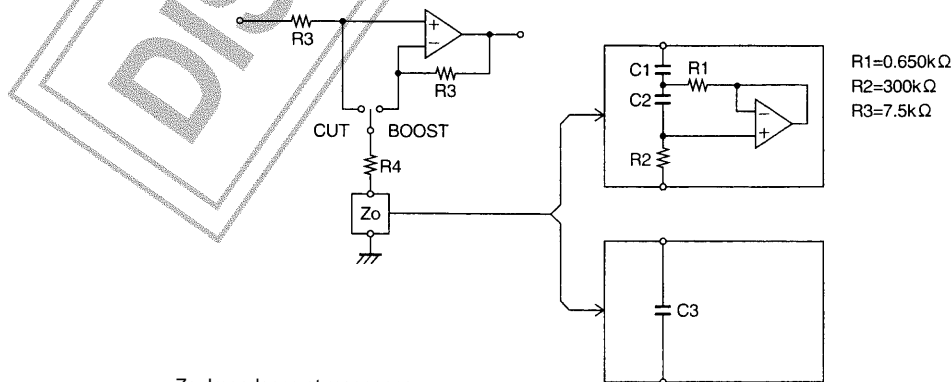 DIS
R3
+
−
R3
CUT BOOST
R4
Zo
C1 R1
C2
−
+
R2
R1=0.650kΩ
R2=300kΩ
R3=7.5kΩ
C3